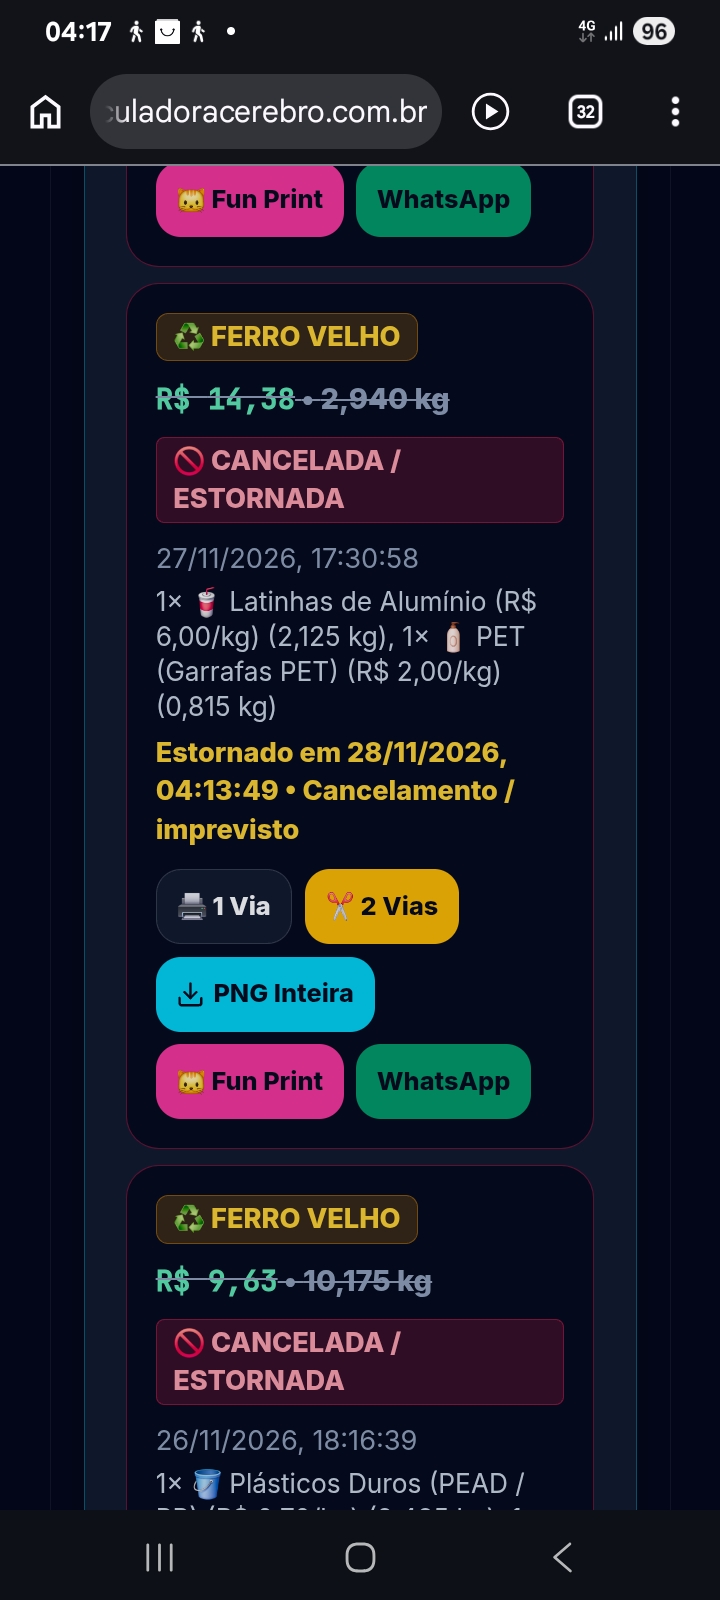 04:17
4G
96
uladoracerebro.com.br
32
Fun Print
WhatsApp
FERRO VELHO
R$ 14,38 • 2,940 kg
CANCELADA /
ESTORNADA
27/11/2026, 17:30:58
1× Latinhas de Alumínio (R$
6,00/kg) (2,125 kg), 1× PET
(Garrafas PET) (R$ 2,00/kg)
(0,815 kg)
Estornado em 28/11/2026,
04:13:49 • Cancelamento /
imprevisto
1 Via
2 Vias
PNG Inteira
Fun Print
WhatsApp
FERRO VELHO
R$ 9,63 • 10,175 kg
CANCELADA /
ESTORNADA
26/11/2026, 18:16:39
1× Plásticos Duros (PEAD /